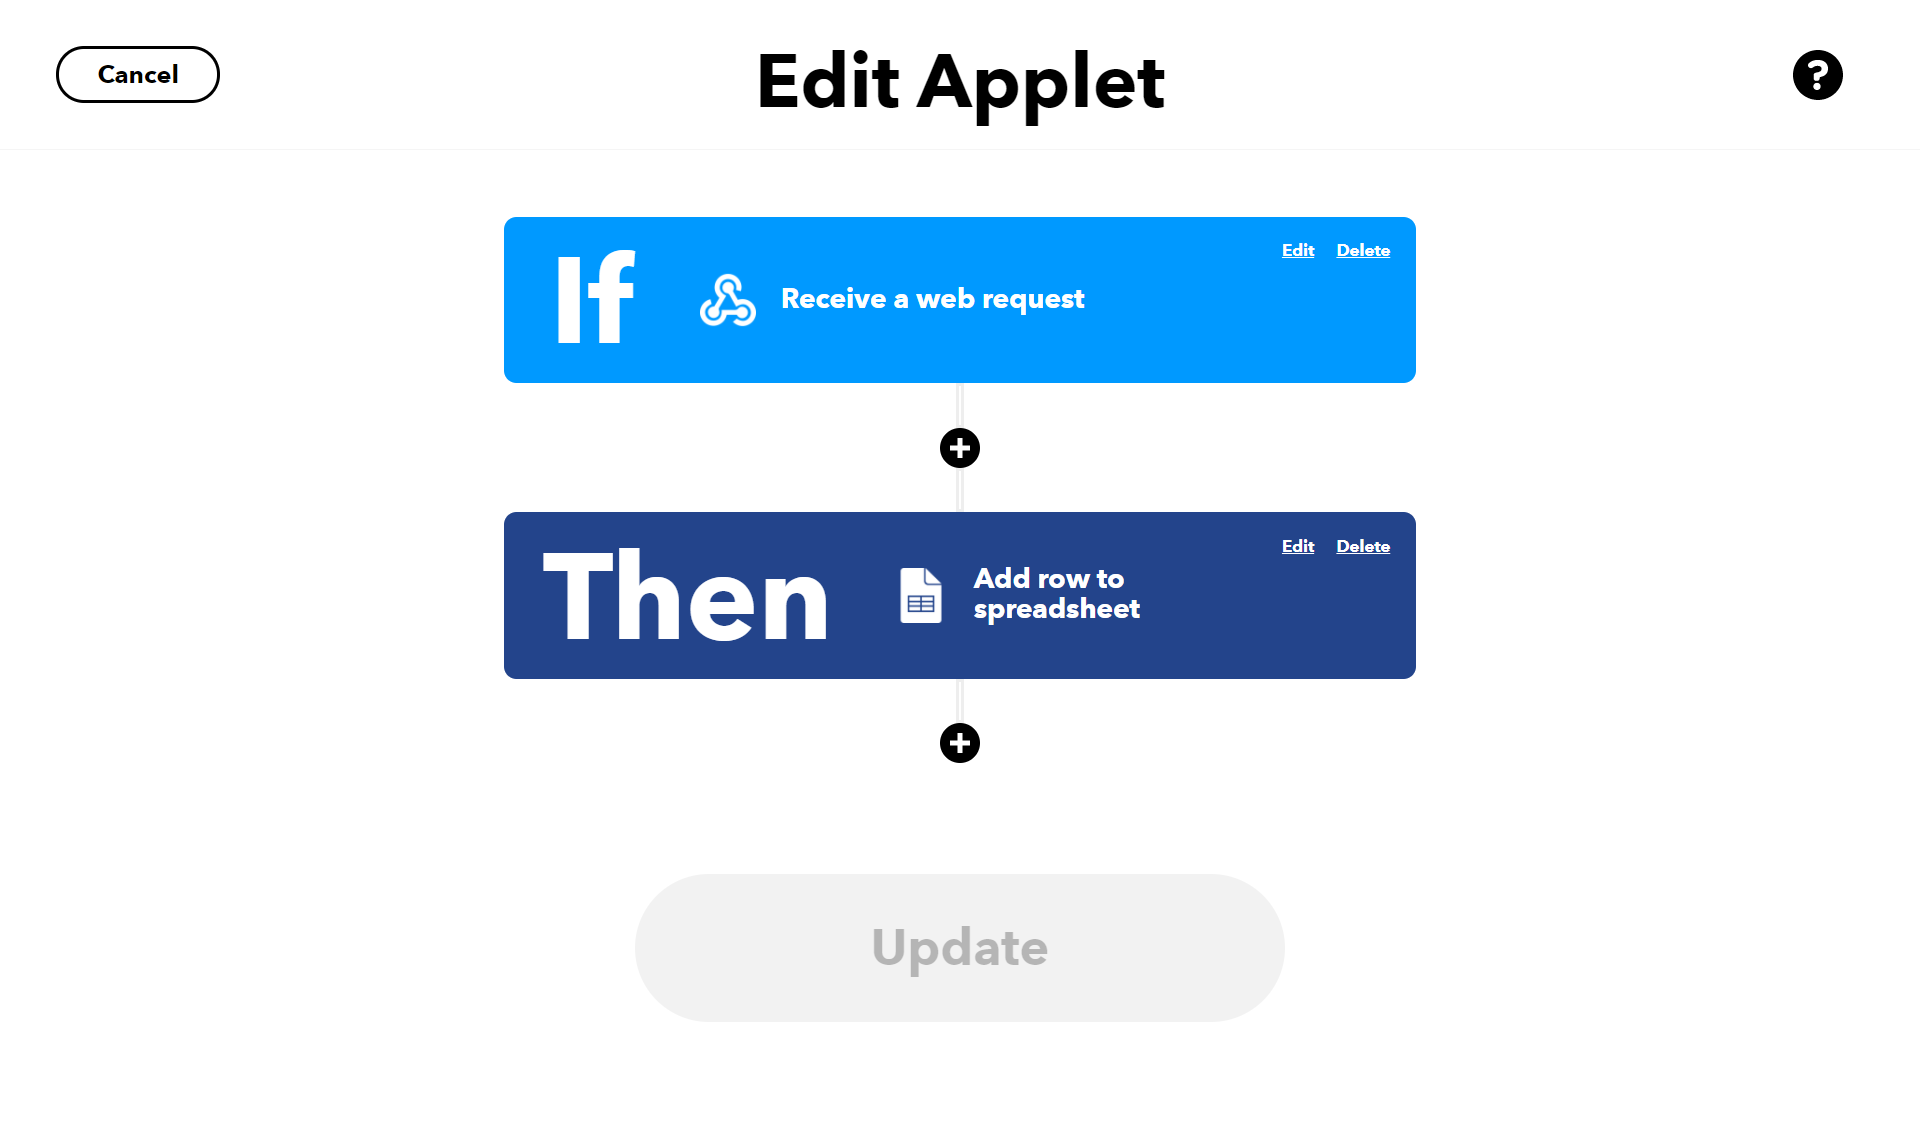 Cancel
Edit Applet
?
If
Receive a web request
Edit
Delete
Then
Add row to
spreadsheet
Edit
Delete
Update